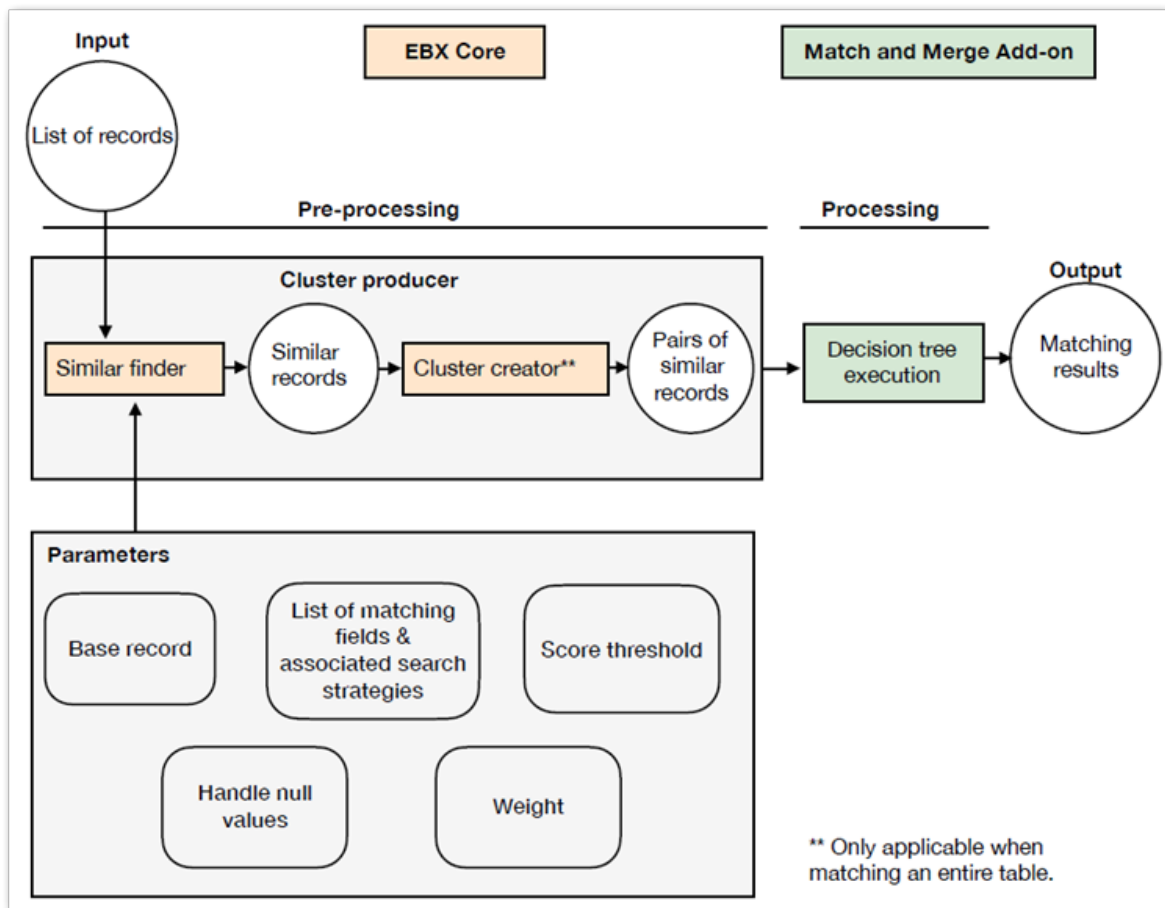 Input
EBX Core
Match and Merge Add-on
List of records
Pre-processing
Processing
Cluster producer
Output
Similar finder
Similar
records
Cluster creator**
Pairs of
similar
records
Decision tree
execution
Matching
results
Parameters
Base record
List of matching
fields &
associated search
strategies
Score threshold
Handle null
values
Weight
** Only applicable when
matching an entire table.